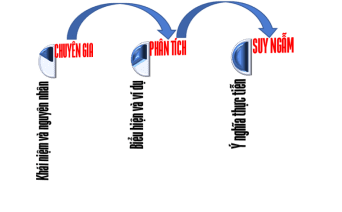 CHUYÊN GIA
PHÂN TÍCH
SUY NGẪM
Khái niệm và nguyên nhân
Biểu hiện và ví dụ
Ý nghĩa thực tiễn